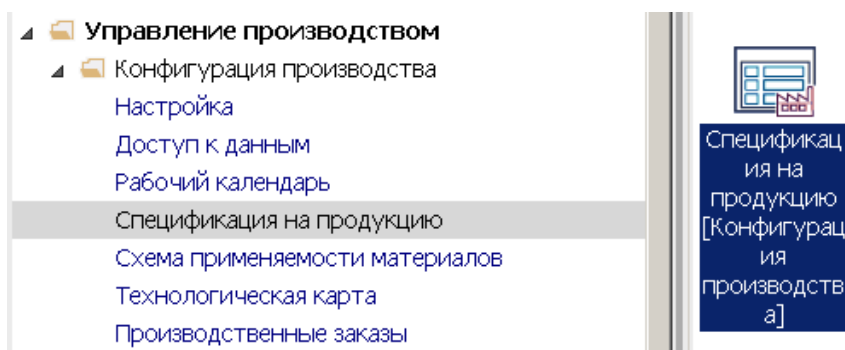 Управление производством
Конфигурация производства
Настройка
Доступ к данным
Рабочий календарь
Спецификация на продукцию
Схема применяемости материалов
Технологическая карта
Производственные заказы
Спецификац
ия на
продукцию
[Конфигурац
ия
производств
а]